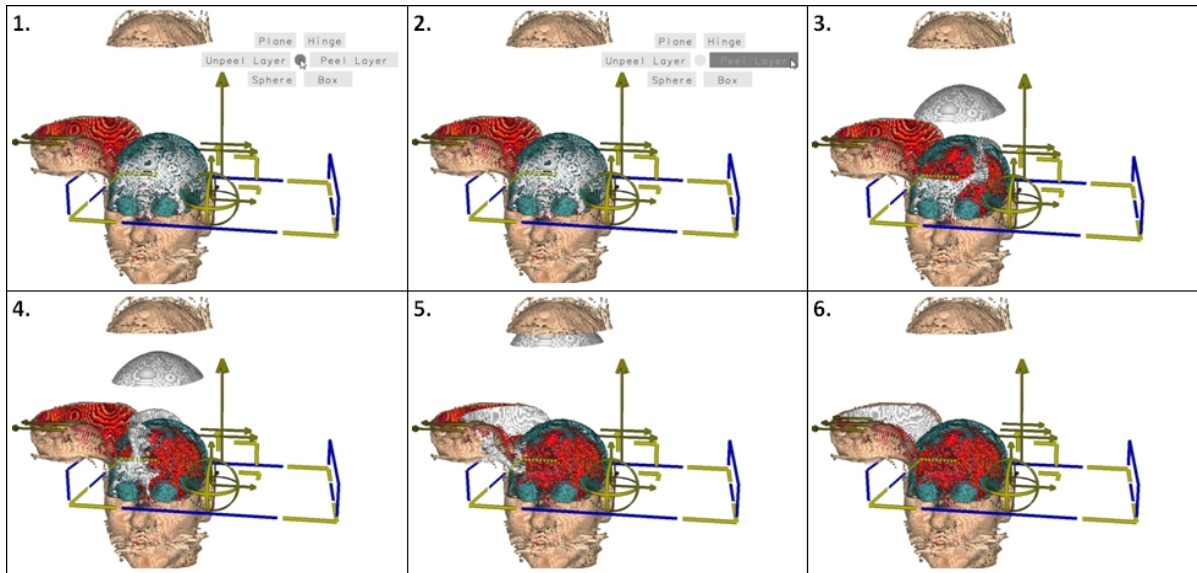 1.
Plane Hinge
Unpeel Layer Peel Layer
Sphere Box
2.
Plane Hinge
Unpeel Layer Peel Layer
Sphere Box
3.
4.
5.
6.